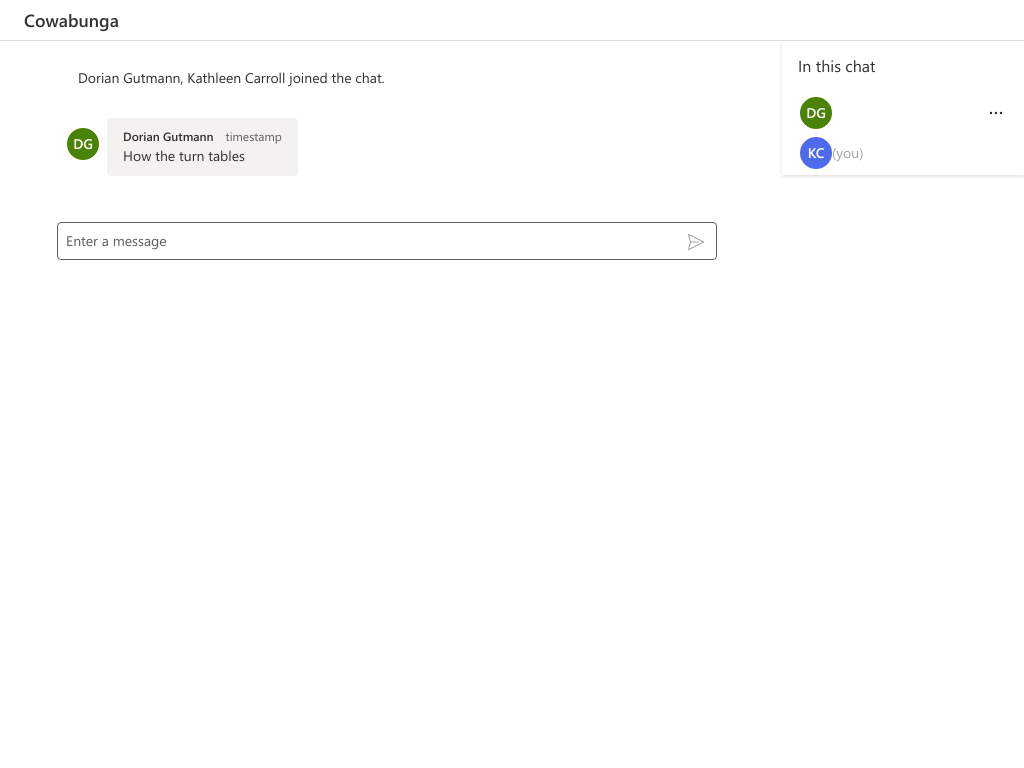 Cowabunga
Dorian Gutmann, Kathleen Carroll joined the chat.
DG
Dorian Gutmann timestamp
How the turn tables
Enter a message
In this chat
DG
KC (you)